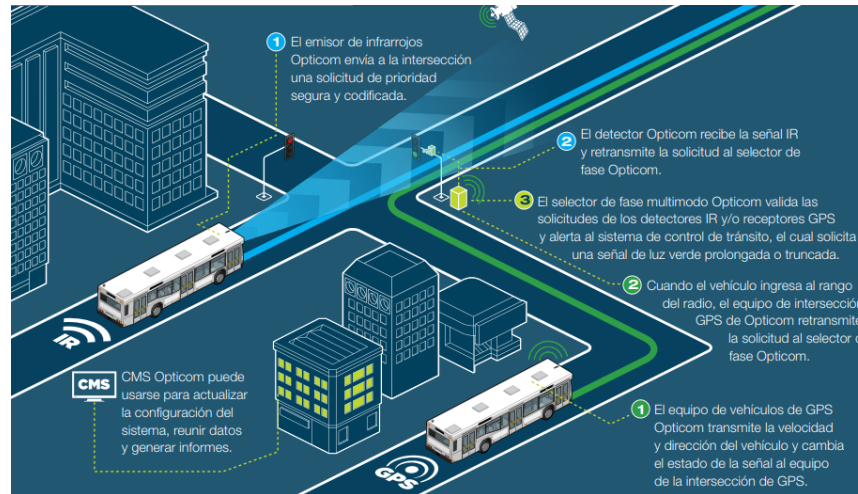 1 El emisor de infrarrojos
Opticom envía a la intersección
una solicitud de prioridad
segura y codificada.
2 El detector Opticom recibe la señal IR
y retransmite la solicitud al selector de
fase Opticom.
3 El selector de fase multimodo Opticom valida las
solicitudes de los detectores IR y/o receptores GPS
y alerta al sistema de control de tránsito, el cual solicita
una señal de luz verde prolongada o truncada.
2 Cuando el vehículo ingresa al rango
del radio, el equipo de intersección
GPS de Opticom retransmite
la solicitud al selector
fase Opticom.
IR
CMS
CMS Opticom puede
usarse para actualizar
la configuración del
sistema, reunir datos
y generar informes.
GPS
1 El equipo de vehículos de GPS
Opticom transmite la velocidad
y dirección del vehículo y cambia
el estado de la señal al equipo
de la intersección de GPS.